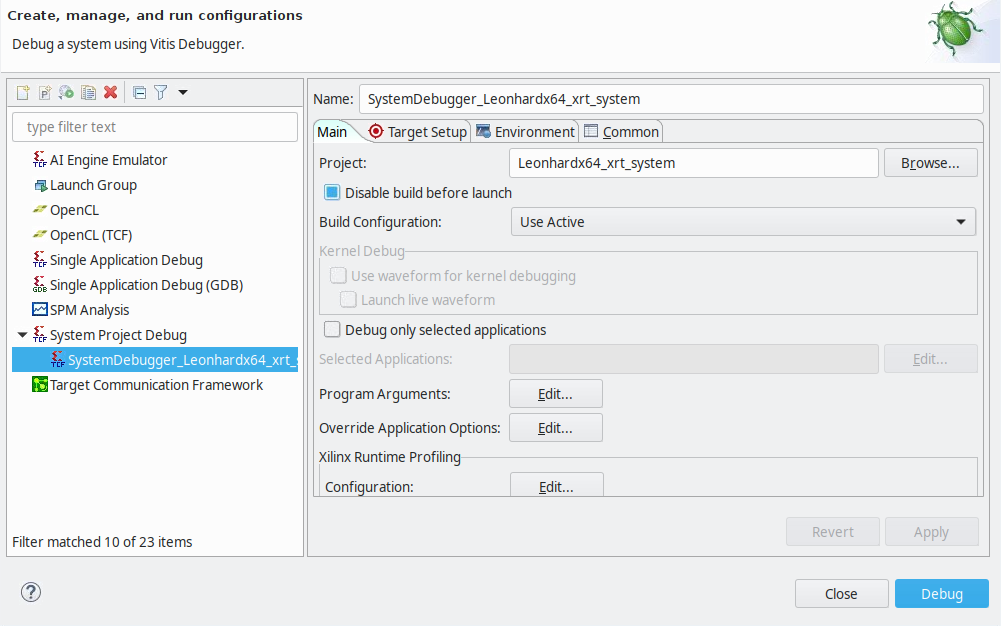 Create, manage, and run configurations
Debug a system using Vitis Debugger.
type filter text
AI Engine Emulator
Launch Group
OpenCL
OpenCL (TCF)
Single Application Debug
Single Application Debug (GDB)
SPM Analysis
System Project Debug
SystemDebugger_Leonhardx64_xrt_s
Target Communication Framework
Filter matched 10 of 23 items
Name: SystemDebugger_Leonhardx64_xrt_system
Main Target Setup Environment Common
Project: Leonhardx64_xrt_system Browse...
Disable build before launch
Build Configuration: Use Active
Kernel Debug
Use waveform for kernel debugging
Launch live waveform
Debug only selected applications
Selected Applications: Edit...
Program Arguments: Edit...
Override Application Options: Edit...
Xilinx Runtime Profiling
Configuration: Edit...
Revert Apply
Close Debug